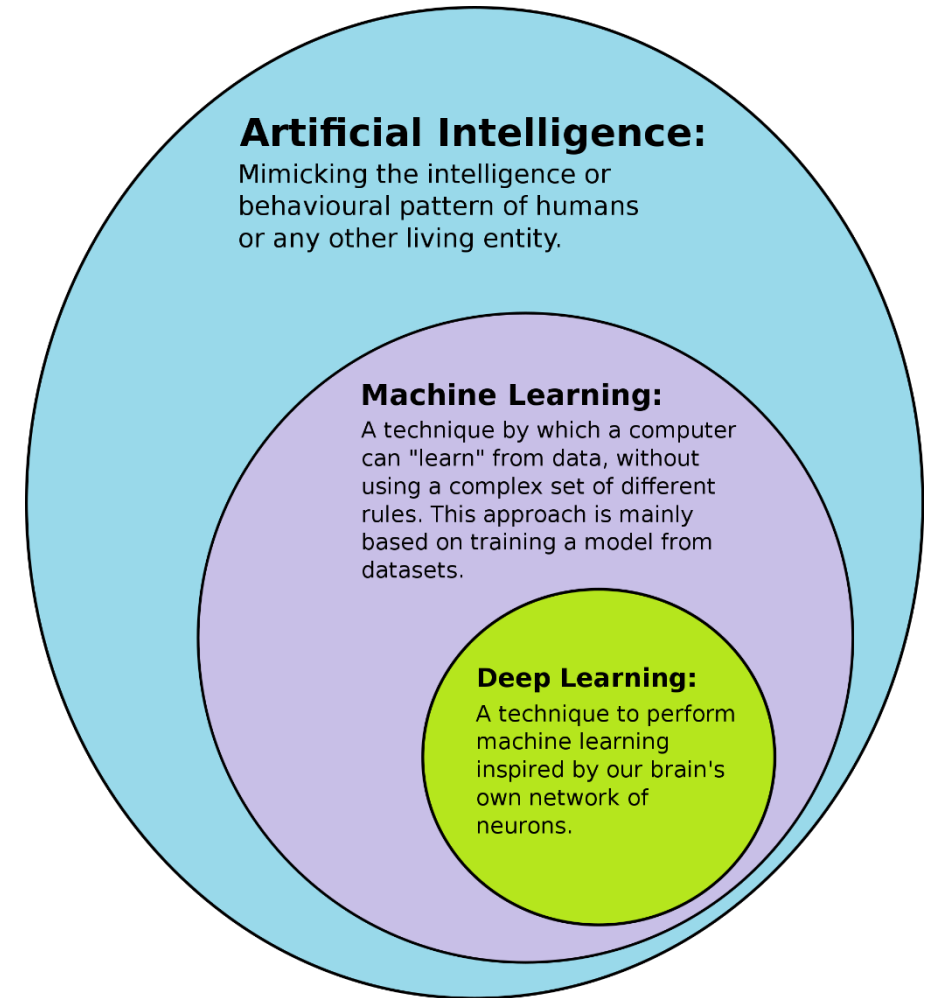 Artificial Intelligence:
Mimicking the intelligence or
behavioural pattern of humans
or any other living entity.
Machine Learning:
A technique by which a computer
can "learn" from data, without
using a complex set of different
rules. This approach is mainly
based on training a model from
datasets.
Deep Learning:
A technique to perform
machine learning
inspired by our brain's
own network of
neurons.